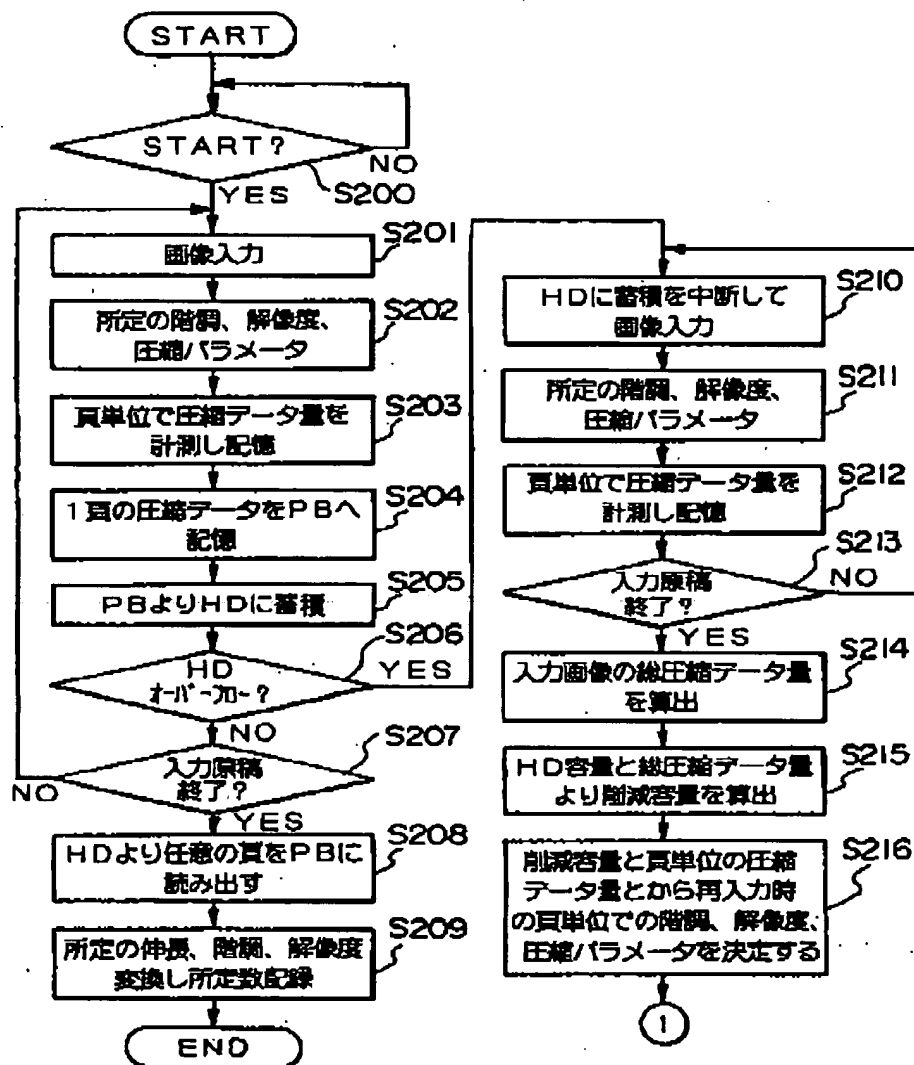 START
START?
NO
YES
S200
画像入力
S201
所定の階調、解像度、
圧縮パラメータ
S202
頁単位で圧縮データ量を
計測し記憶
S203
1頁の圧縮データをPBへ
記憶
S204
PBよりHDに蓄積
S205
HD
オーバーフロー?
S206
YES
NO
入力原稿
終了?
S207
NO
YES
HDより任意の頁をPBに
読み出す
S208
所定の伸長、階調、解像度
変換し所定数記録
S209
END
HDに蓄積を中断して
画像入力
S210
所定の階調、解像度、
圧縮パラメータ
S211
頁単位で圧縮データ量を
計測し記憶
S212
入力原稿
終了?
S213
NO
YES
入力画像の総圧縮データ量
を算出
S214
HD容量と総圧縮データ量
より削減容量を算出
S215
削減容量と頁単位の圧縮
データ量とから再入力時
の頁単位での階調、解像度、
圧縮パラメータを決定する
S216
1